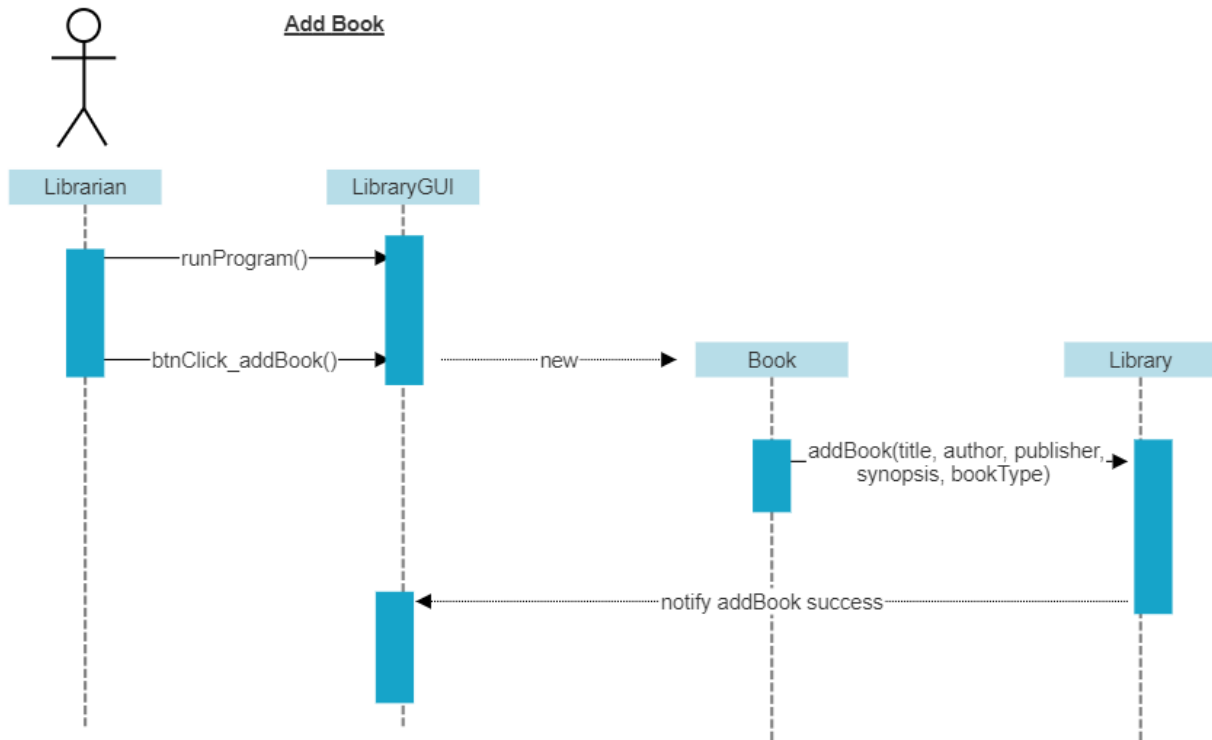 Add Book
Librarian
LibraryGUI
runProgram()
btnClick_addBook()
new
Book
Library
addBook(title, author, publisher,
synopsis, bookType)
notify addBook success